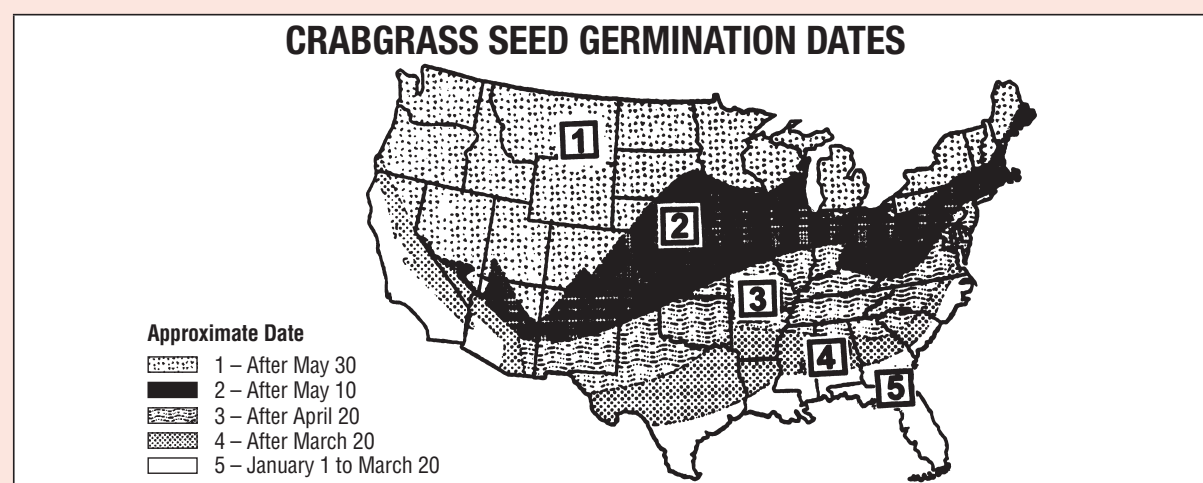 CRABGRASS SEED GERMINATION DATES
1
2
3
4
5
Approximate Date
1 – After May 30
2 – After May 10
3 – After April 20
4 – After March 20
5 – January 1 to March 20